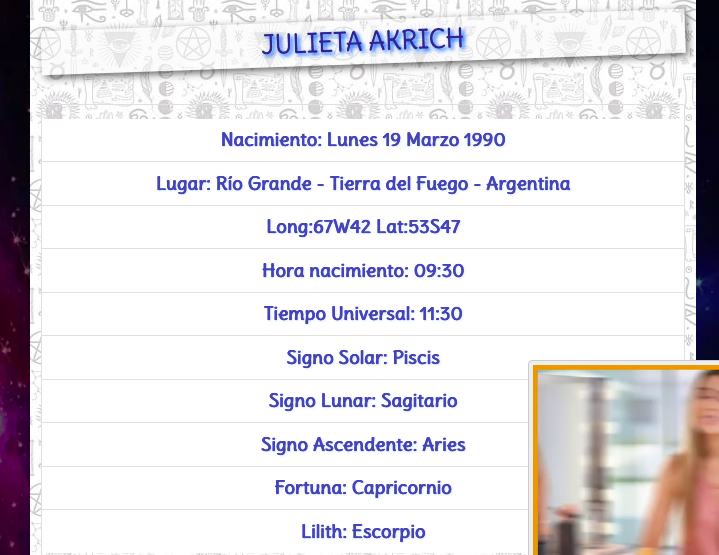 JULIETA AKRICH
Nacimiento: Lunes 19 Marzo 1990
Lugar: Río Grande - Tierra del Fuego - Argentina
Long:67W42 Lat:53S47
Hora nacimiento: 09:30
Tiempo Universal: 11:30
Signo Solar: Piscis
Signo Lunar: Sagitario
Signo Ascendente: Aries
Fortuna: Capricornio
Lilith: Escorpio